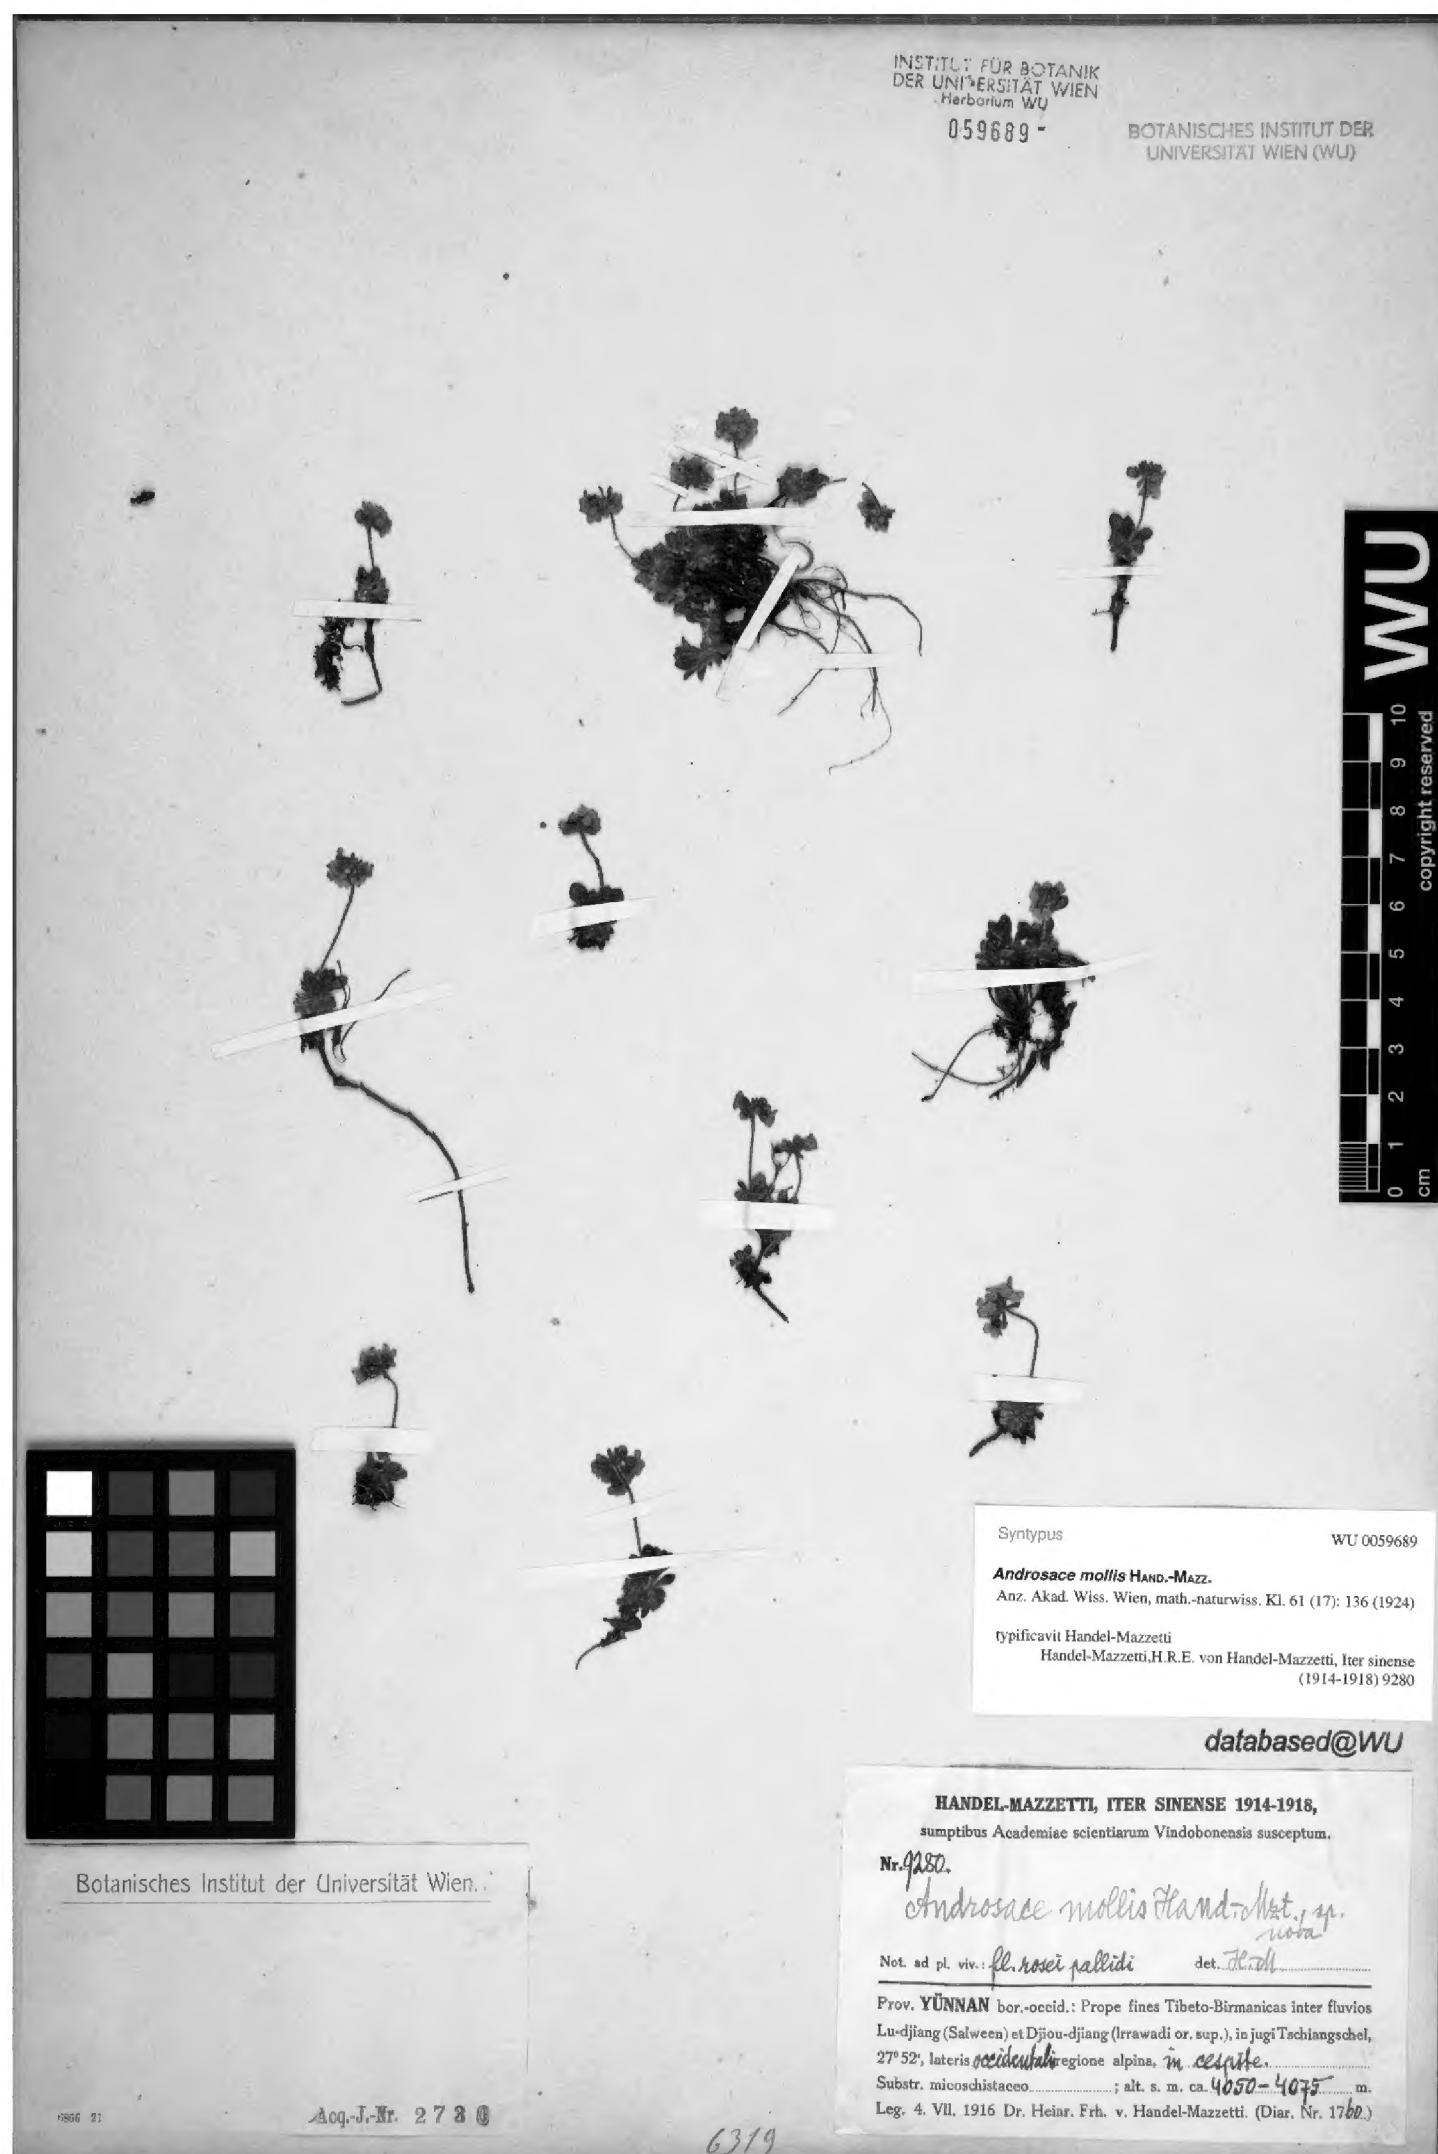 INSTITUT FÜR BOTANIK
DER UNIVERSITÄT WIEN
Herbarium WU
059689-
BOTANISCHES INSTITUT DER
UNIVERSITÄT WIEN (WU)
WU
copyright reserved
0 1 2 3 4 5 6 7 8 9 10
cm
Syntypus
WU 0059689
Androsace mollis HAND.-MAZZ.
Anz. Akad. Wiss. Wien, math.-naturwiss. Kl. 61 (17): 136 (1924)
typificavit Handel-Mazzetti
Handel-Mazzetti,H.R.E. von Handel-Mazzetti, Iter sinense
(1914-1918) 9280
databased@WU
HANDEL-MAZZETTI, ITER SINENSE 1914-1918,
sumptibus Academiae scientiarum Vindobonensis susceptum.
Nr. 9280.
Androsace mollis Hand.-Mzt., sp.
nova
Not. ad pl. viv.: fl. rosei pallidi det. H.-M
Prov. YÜNNAN bor.-occid.: Prope fines Tibeto-Birmanicas inter fluvios
Lu-djiang (Salween) et Djiou-djiang (Irrawadi or. sup.), in jugi Tschiangschel,
27° 52', lateris occidentalis regione alpina, in cespite.
Substr. micoschistaceo ; alt. s. m. ca. 4050-4075 m.
Leg. 4. VII. 1916 Dr. Heinr. Frh. v. Handel-Mazzetti. (Diar. Nr. 1760.)
Botanisches Institut der Universität Wien.
Acq.-J.-Nr. 2730
6319